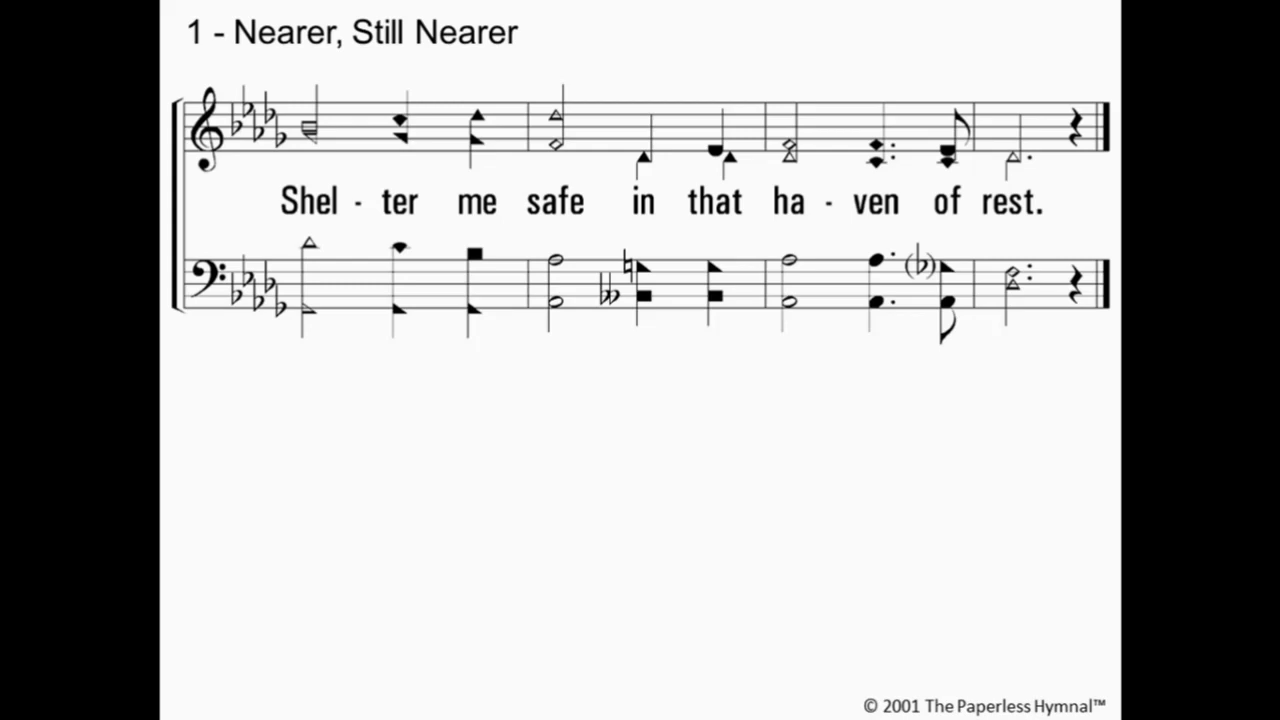 1 - Nearer, Still Nearer
Shel - ter me safe in that ha - ven of rest.
© 2001 The Paperless Hymnal™